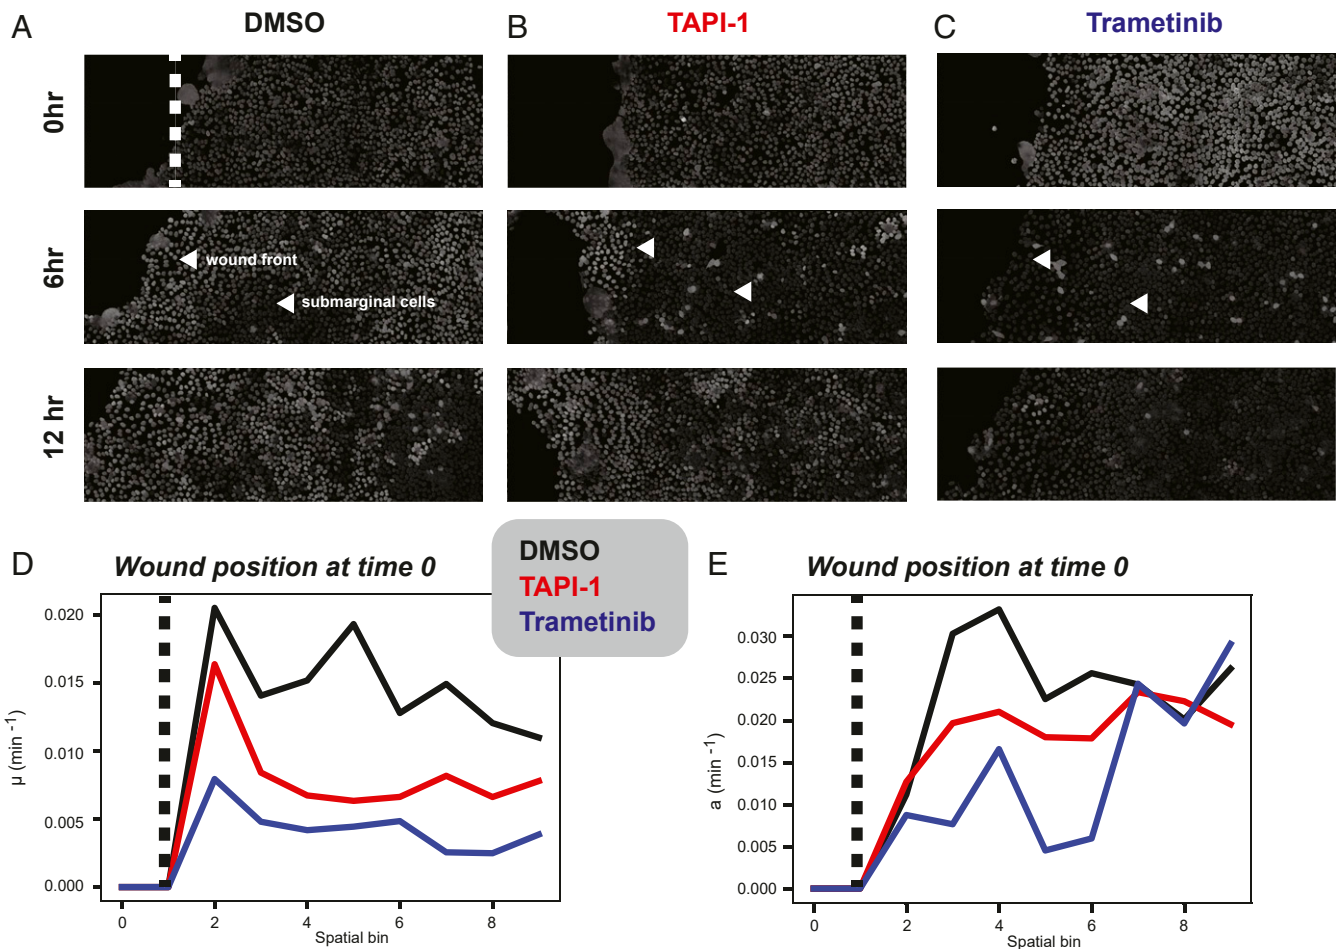 A DMSO B TAPI-1 C Trametinib
0hr
6hr
wound front
submarginal cells
12 hr
D Wound position at time 0
DMSO
TAPI-1
Trametinib
E Wound position at time 0
0.020
0.015
0.010
0.005
0.000
µ (min -1)
0 2 4 6 8
Spatial bin
0.030
0.025
0.020
0.015
0.010
0.005
0.000
a (min -1)
0 2 4 6 8
Spatial bin